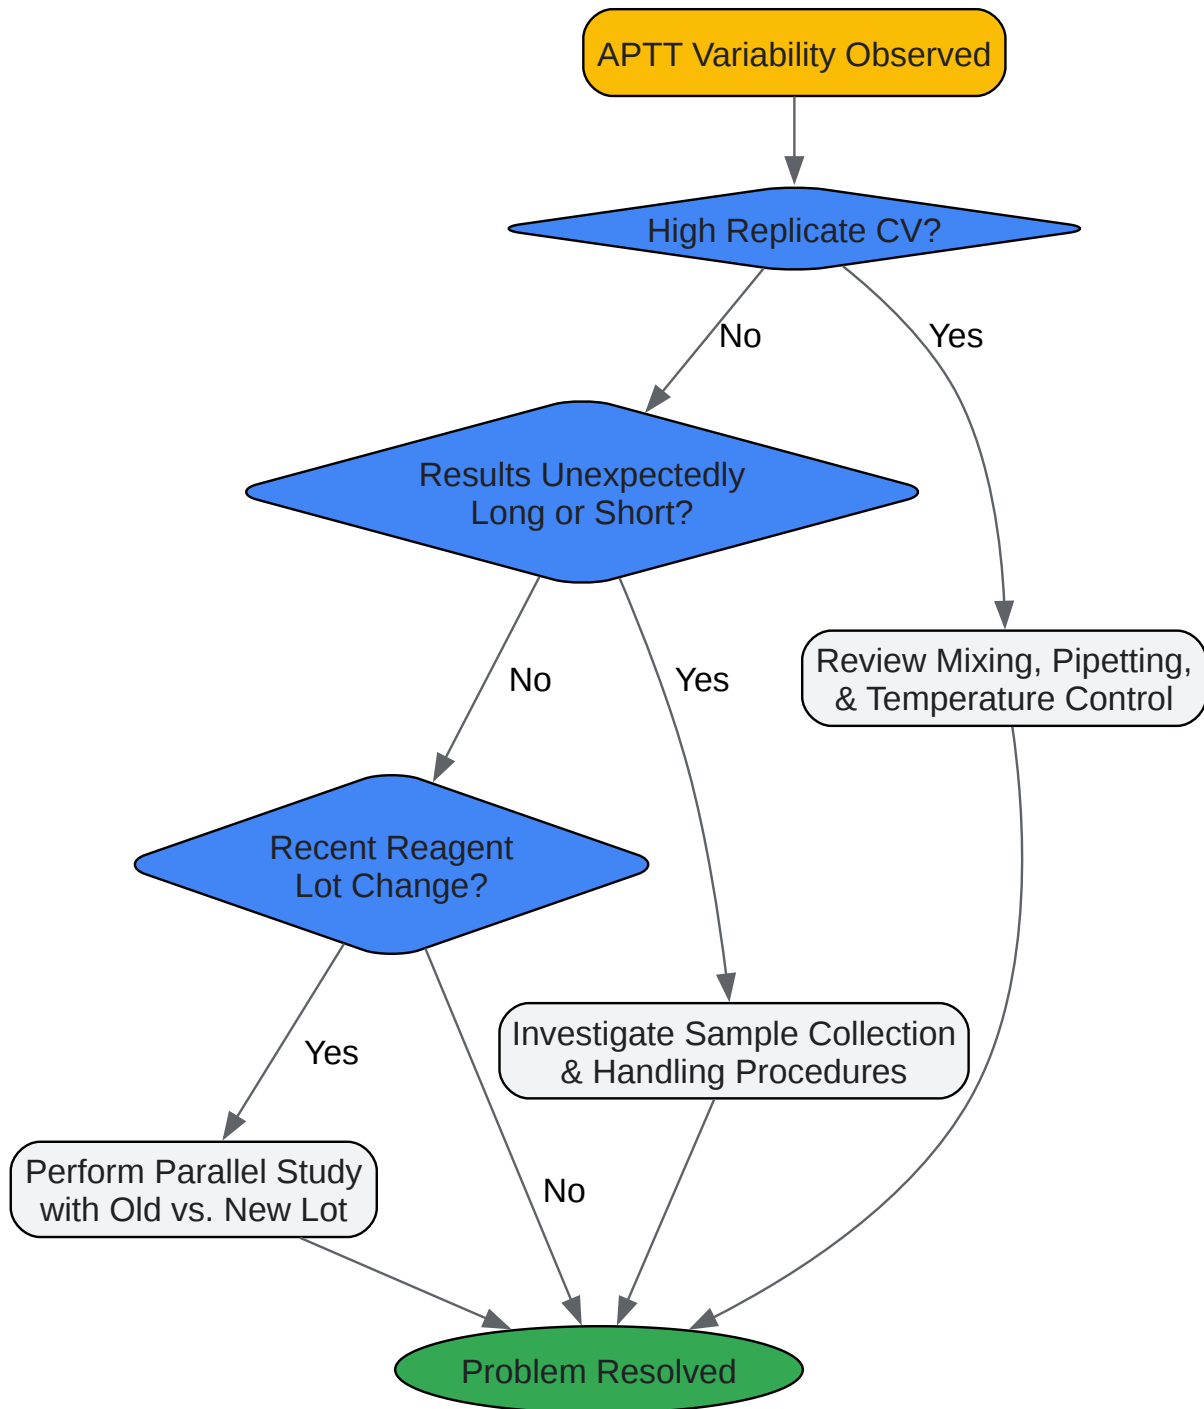 APTT Variability Observed
High Replicate CV?
No
Yes
Results Unexpectedly
Long or Short?
No
Yes
Review Mixing, Pipetting,
& Temperature Control
Recent Reagent
Lot Change?
Yes
No
Investigate Sample Collection
& Handling Procedures
Perform Parallel Study
with Old vs. New Lot
Problem Resolved